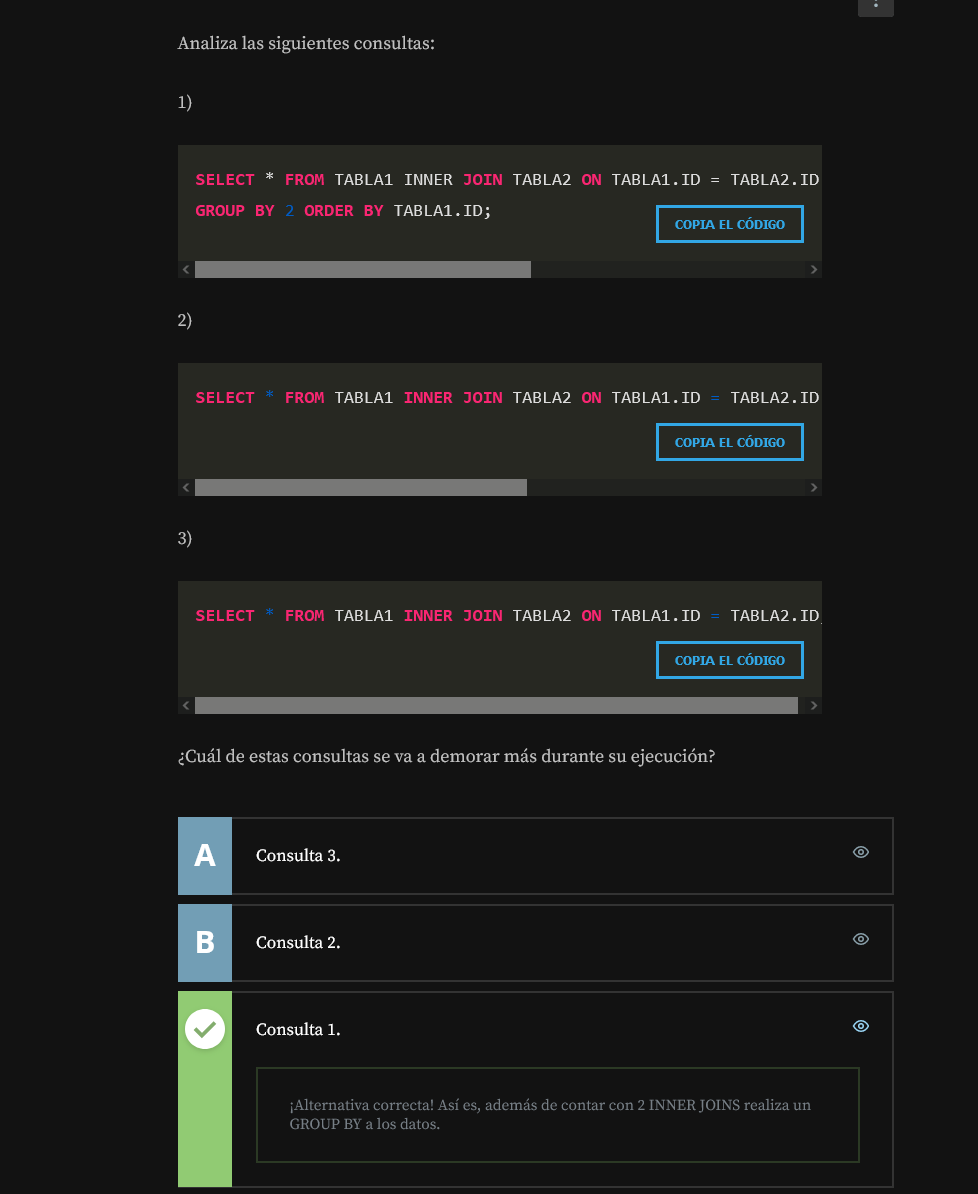 Analiza las siguientes consultas:
1)
SELECT * FROM TABLA1 INNER JOIN TABLA2 ON TABLA1.ID = TABLA2.ID
GROUP BY 2 ORDER BY TABLA1.ID;
COPIA EL CÓDIGO
2)
SELECT * FROM TABLA1 INNER JOIN TABLA2 ON TABLA1.ID = TABLA2.ID
COPIA EL CÓDIGO
3)
SELECT * FROM TABLA1 INNER JOIN TABLA2 ON TABLA1.ID = TABLA2.ID
COPIA EL CÓDIGO
¿Cuál de estas consultas se va a demorar más durante su ejecución?
A
Consulta 3.
B
Consulta 2.
Consulta 1.
¡Alternativa correcta! Así es, además de contar con 2 INNER JOINS realiza un
GROUP BY a los datos.